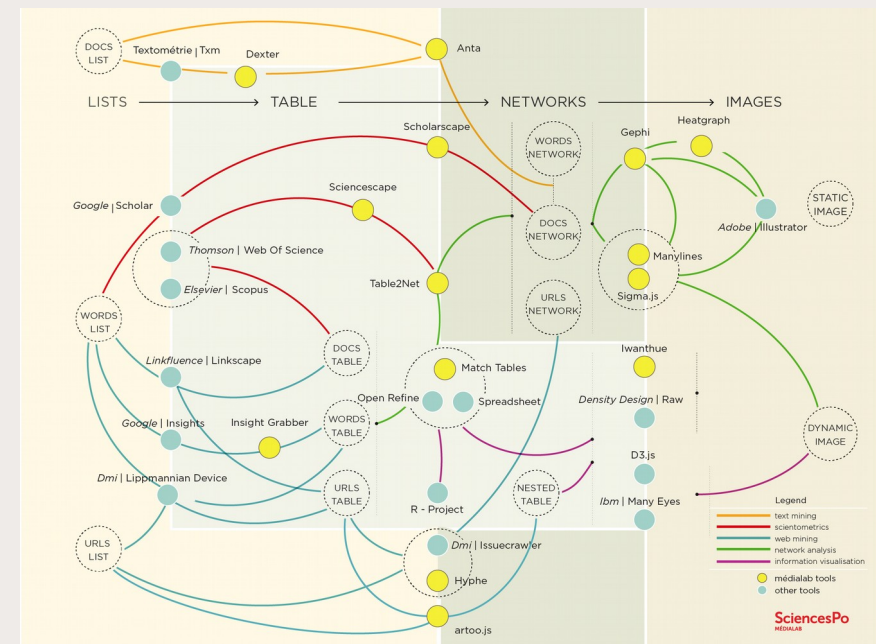 DOCS
LIST
Textométrie | Txm
Dexter
Anta
LISTS
TABLE
NETWORKS
IMAGES
Scholarscape
WORDS
NETWORK
Gephi
Heatgraph
Google | Scholar
Sciencescape
DOCS
NETWORK
STATIC
IMAGE
Adobe | Illustrator
Thomson | Web Of Science
Elsevier | Scopus
Table2Net
Manylines
Sigma.js
WORDS
LIST
URLS
NETWORK
DOCS
TABLE
Linkfluence | Linkscape
Match Tables
Iwanthue
Open Refine
Spreadsheet
Density Design | Raw
Google | Insights
Insight Grabber
WORDS
TABLE
DYNAMIC
IMAGE
D3.js
Dmi | Lippmannian Device
URLS
TABLE
R - Project
NESTED
TABLE
Ibm | Many Eyes
URLS
LIST
Dmi | Issuecrawler
Hyphe
artoo.js
Legend
text mining
scientometrics
web mining
network analysis
information visualisation
médialab tools
other tools
SciencesPo
MÉDIALAB